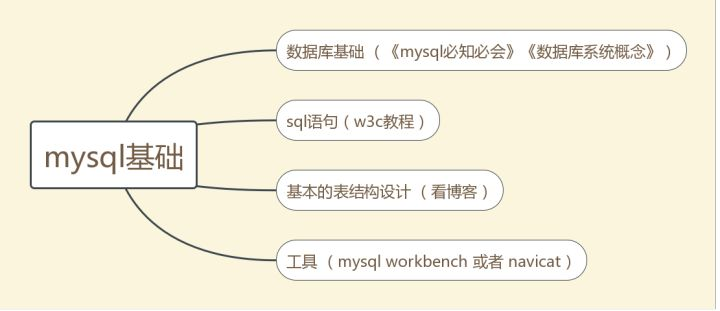 数据库基础（《mysql必知必会》《数据库系统概念》）
sql语句（w3c教程）
mysql基础
基本的表结构设计（看博客）
工具（mysql workbench 或者 navicat）